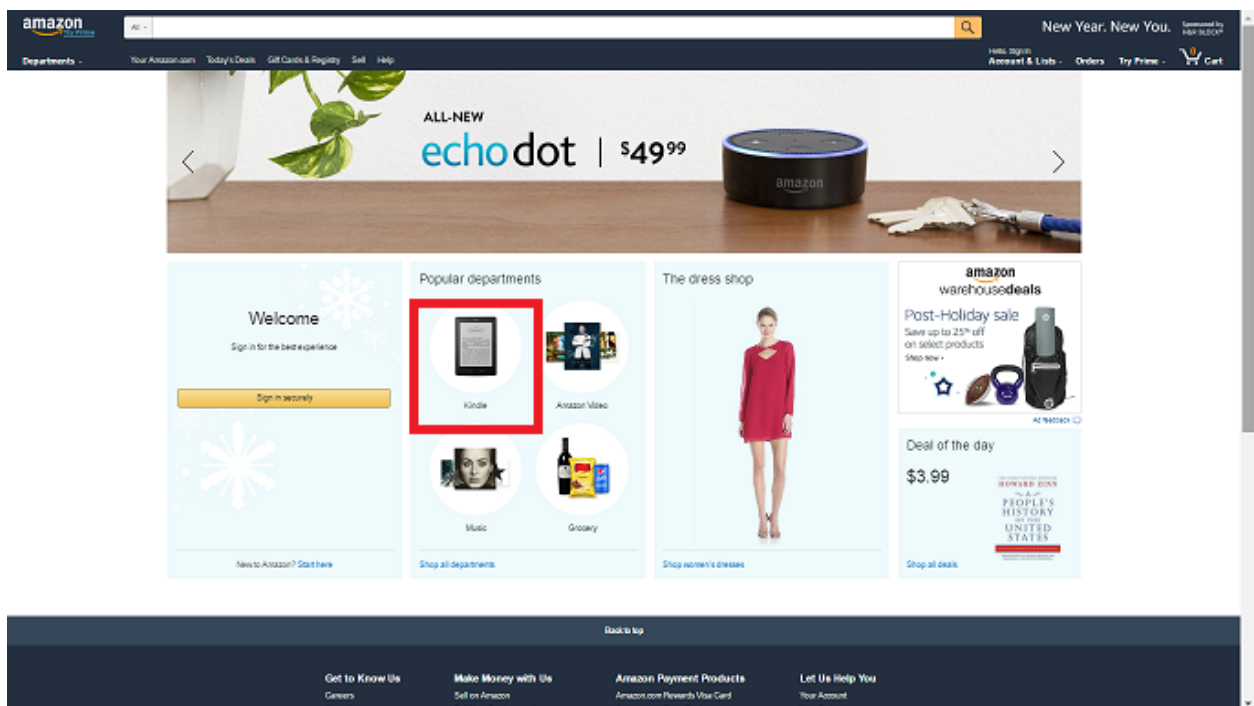 amazon
Try Prime
All
New Year. New You.
Sponsored by
H&R BLOCK
Departments
Your Amazon.com Today's Deals Gift Cards & Registry Sell Help
Hello. Sign in
Account & Lists Orders Try Prime 0 Cart
ALL-NEW
echo dot | $49⁹⁹
amazon
Welcome
Sign in for the best experience
Sign in securely
New to Amazon? Start here
Popular departments
Kindle
Amazon Video
Music
Grocery
Shop all departments
The dress shop
Shop women's dresses
amazon
warehousedeals
Post-Holiday sale
Save up to 25% off
on select products
Shop now
Ad feedback
Deal of the day
$3.99
HOWARD ZINN
A
PEOPLE'S
HISTORY
OF THE
UNITED
STATES
Shop all deals
Back to top
Get to Know Us
Careers
Make Money with Us
Sell on Amazon
Amazon Payment Products
Amazon.com Rewards Visa Card
Let Us Help You
Your Account